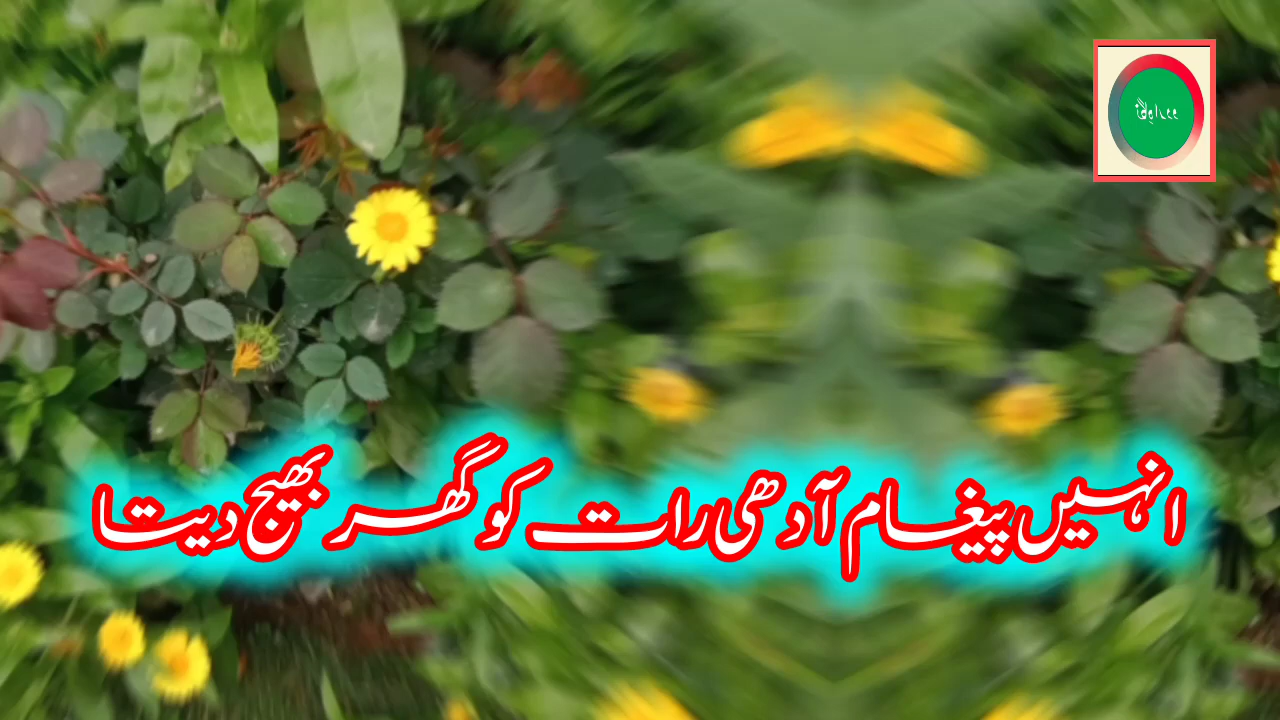 انہیں پیغام آدھی رات کو گھر بھیج دیتا